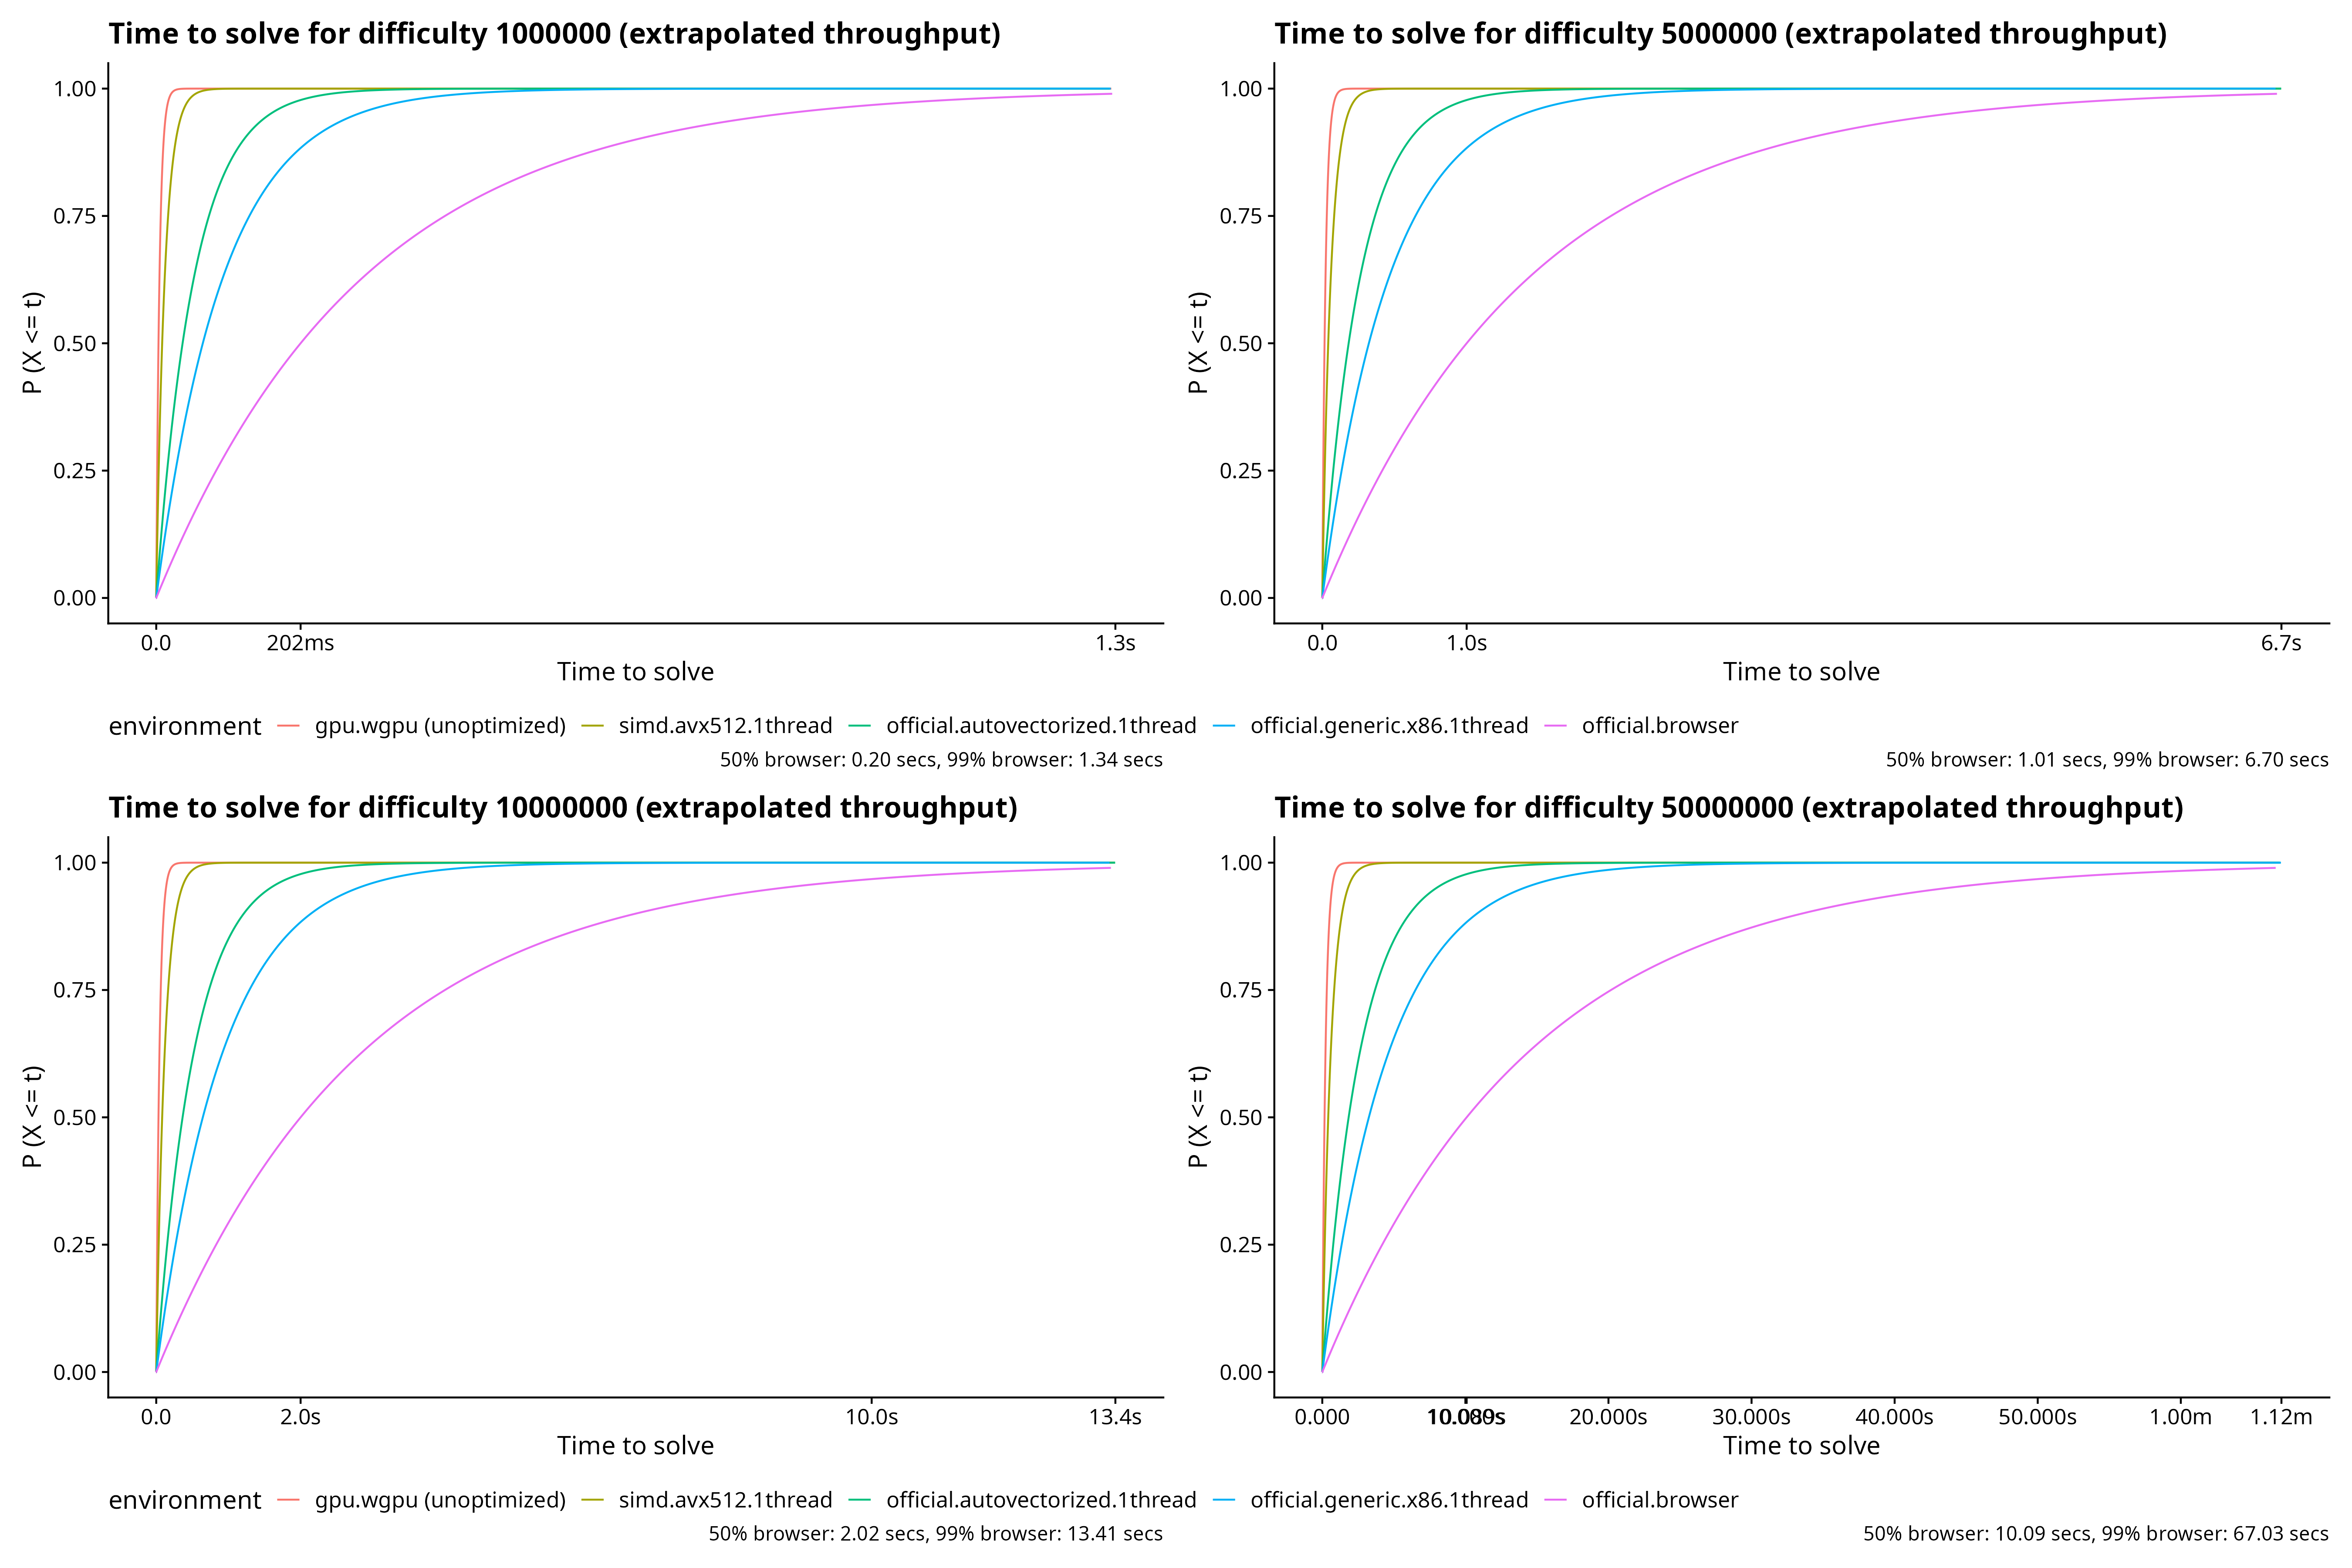 Time to solve for difficulty 1000000 (extrapolated throughput)
1.00
0.75
0.50
0.25
0.00
P (X <= t)
0.0 202ms 1.3s
Time to solve
Time to solve for difficulty 5000000 (extrapolated throughput)
1.00
0.75
0.50
0.25
0.00
P (X <= t)
0.0 1.0s 6.7s
Time to solve
environment gpu.wgpu (unoptimized) simd.avx512.1thread official.autovectorized.1thread official.generic.x86.1thread official.browser
50% browser: 0.20 secs, 99% browser: 1.34 secs
50% browser: 1.01 secs, 99% browser: 6.70 secs
Time to solve for difficulty 10000000 (extrapolated throughput)
1.00
0.75
0.50
0.25
0.00
P (X <= t)
0.0 2.0s 10.0s 13.4s
Time to solve
Time to solve for difficulty 50000000 (extrapolated throughput)
1.00
0.75
0.50
0.25
0.00
P (X <= t)
0.000 20.000s 30.000s 40.000s 50.000s 1.00m 1.12m
Time to solve
environment gpu.wgpu (unoptimized) simd.avx512.1thread official.autovectorized.1thread official.generic.x86.1thread official.browser
50% browser: 2.02 secs, 99% browser: 13.41 secs
50% browser: 10.09 secs, 99% browser: 67.03 secs